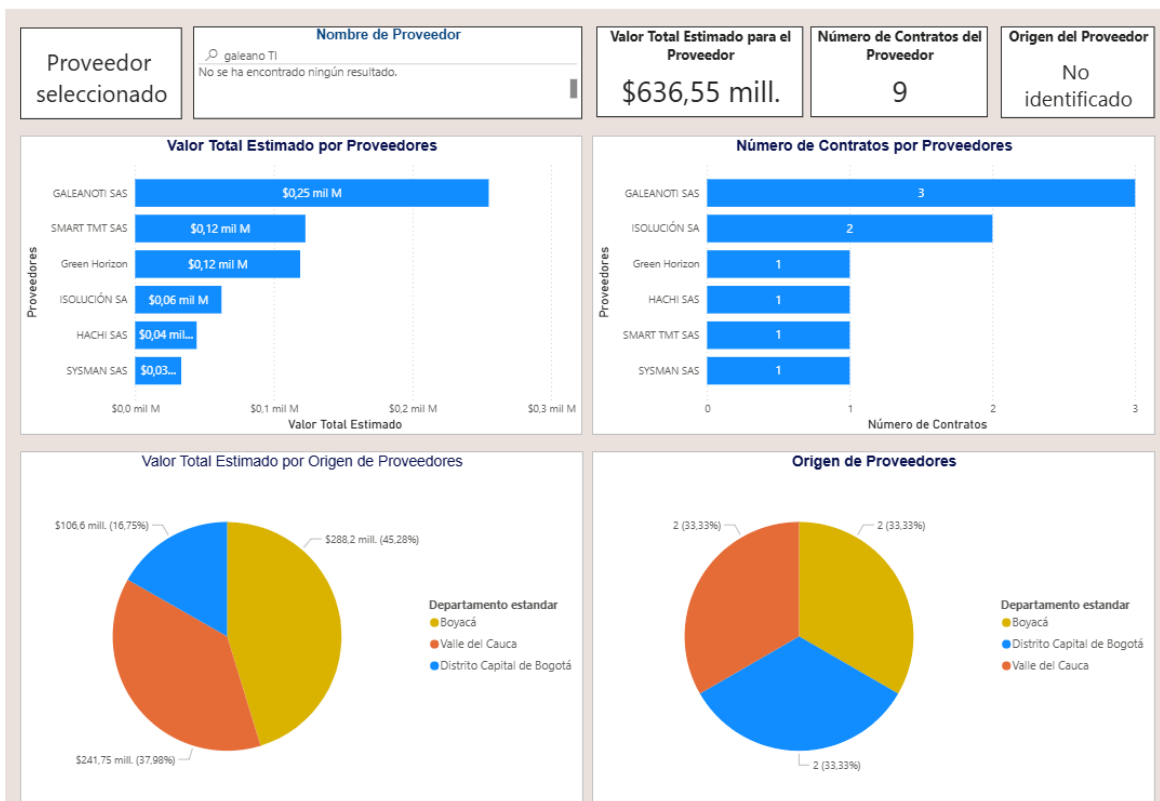 Proveedor
seleccionado
Nombre de Proveedor
galeano TI
No se ha encontrado ningún resultado.
Valor Total Estimado para el
Proveedor
$636,55 mill.
Número de Contratos del
Proveedor
9
Origen del Proveedor
No
identificado
Valor Total Estimado por Proveedores
Proveedores
GALEANOTI SAS
$0,25 mil M
SMART TMT SAS
$0,12 mil M
Green Horizon
$0,12 mil M
ISOLUCIÓN SA
$0,06 mil M
HACHI SAS
$0,04 mil...
SYSMAN SAS
$0,03...
$0,0 mil M
$0,1 mil M
$0,2 mil M
$0,3 mil M
Valor Total Estimado
Número de Contratos por Proveedores
Proveedores
GALEANOTI SAS
3
ISOLUCIÓN SA
2
Green Horizon
1
HACHI SAS
1
SMART TMT SAS
1
SYSMAN SAS
1
0
1
2
3
Número de Contratos
Valor Total Estimado por Origen de Proveedores
$106,6 mill. (16,75%)
$288,2 mill. (45,28%)
$241,75 mill. (37,98%)
Departamento estandar
Boyacá
Valle del Cauca
Distrito Capital de Bogotá
Origen de Proveedores
2 (33,33%)
2 (33,33%)
2 (33,33%)
Departamento estandar
Boyacá
Distrito Capital de Bogotá
Valle del Cauca